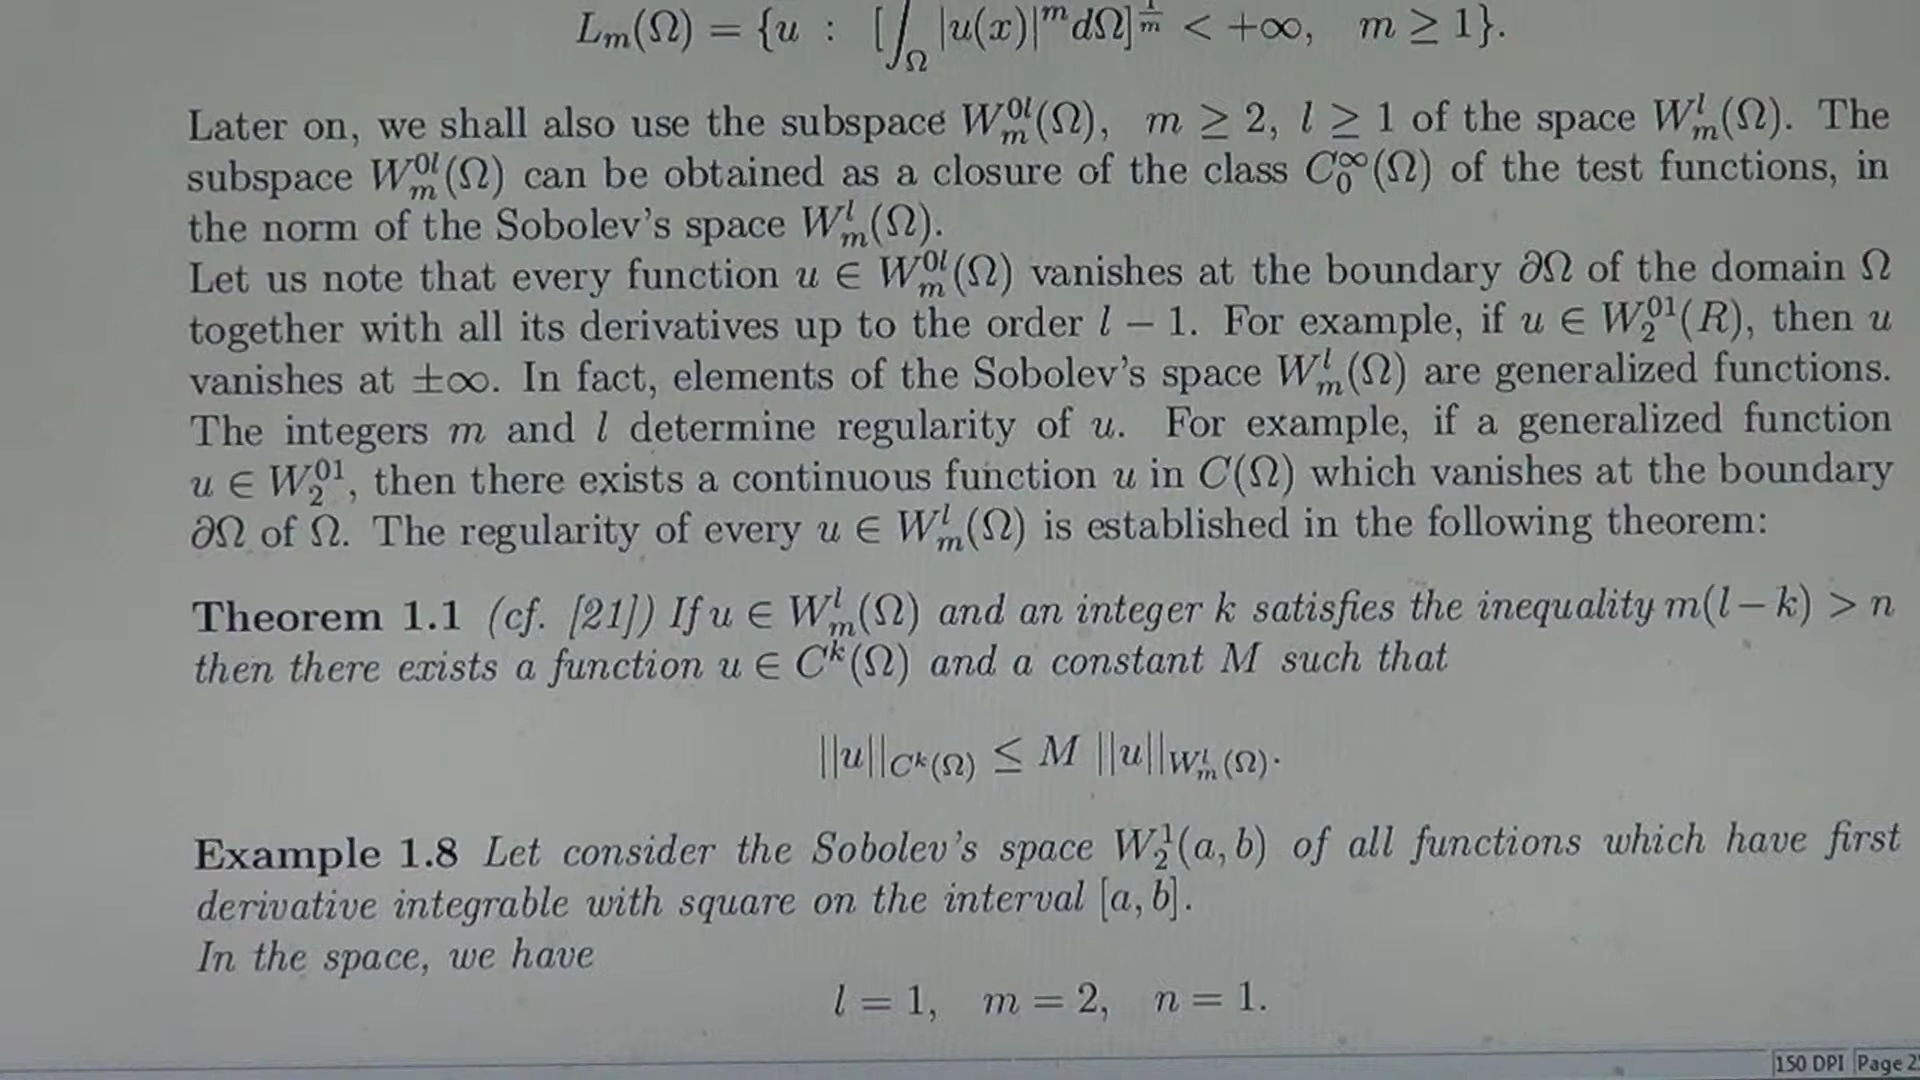 L_m(Ω) = {u : [∫_Ω |u(x)|^m dΩ]^{1/m} < +∞, m ≥ 1}.
Later on, we shall also use the subspace W_m^{0l}(Ω), m ≥ 2, l ≥ 1 of the space W_m^l(Ω). The
subspace W_m^{0l}(Ω) can be obtained as a closure of the class C_0^∞(Ω) of the test functions, in
the norm of the Sobolev's space W_m^l(Ω).
Let us note that every function u ∈ W_m^{0l}(Ω) vanishes at the boundary ∂Ω of the domain Ω
together with all its derivatives up to the order l − 1. For example, if u ∈ W_2^{01}(R), then u
vanishes at ±∞. In fact, elements of the Sobolev's space W_m^l(Ω) are generalized functions.
The integers m and l determine regularity of u. For example, if a generalized function
u ∈ W_2^{01}, then there exists a continuous function u in C(Ω) which vanishes at the boundary
∂Ω of Ω. The regularity of every u ∈ W_m^l(Ω) is established in the following theorem:
Theorem 1.1 (cf. [21]) If u ∈ W_m^l(Ω) and an integer k satisfies the inequality m(l − k) > n
then there exists a function u ∈ C^k(Ω) and a constant M such that
||u||_{C^k(Ω)} ≤ M ||u||_{W_m^l(Ω)}.
Example 1.8 Let consider the Sobolev's space W_2^1(a, b) of all functions which have first
derivative integrable with square on the interval [a, b].
In the space, we have
l = 1, m = 2, n = 1.
150 DPI Page